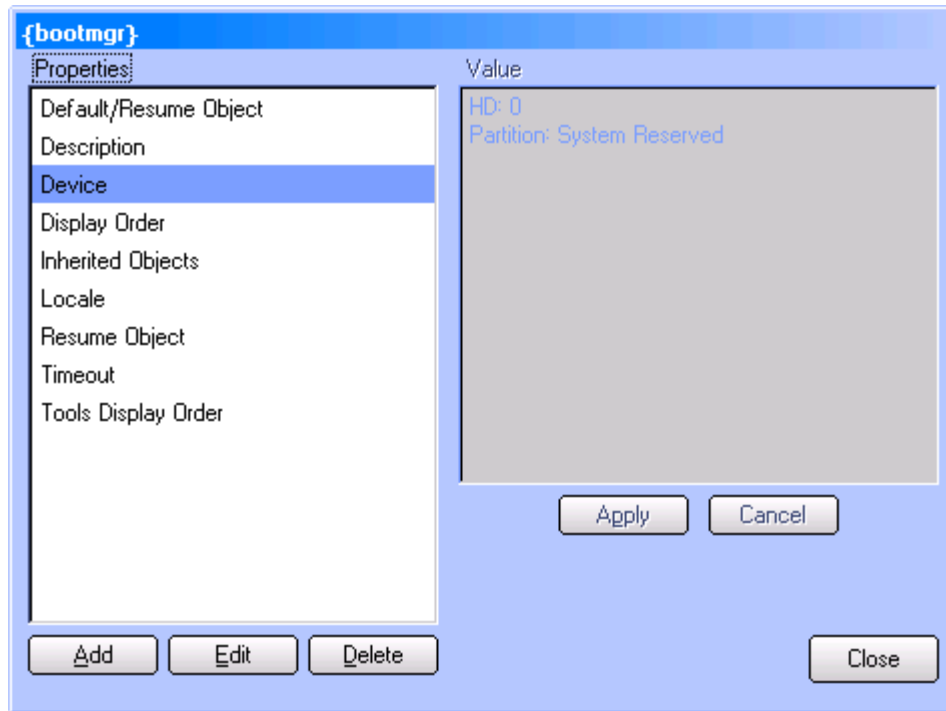 {bootmgr}
Properties
Default/Resume Object
Description
Device
Display Order
Inherited Objects
Locale
Resume Object
Timeout
Tools Display Order
Add
Edit
Delete
Value
HD: 0
Partition: System Reserved
Apply
Cancel
Close